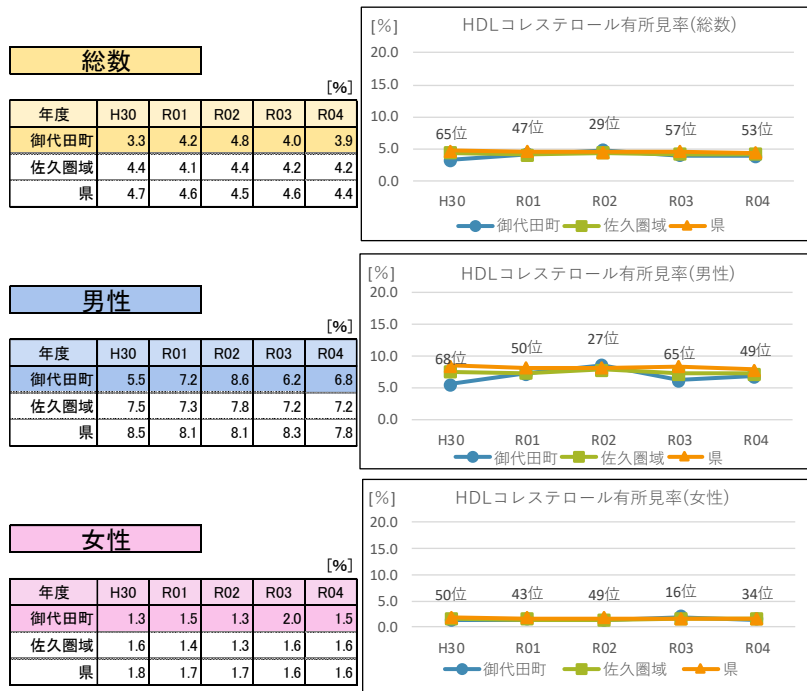 総数
[%]
年度 H30 R01 R02 R03 R04
御代田町 3.3 4.2 4.8 4.0 3.9
佐久圏域 4.4 4.1 4.4 4.2 4.2
県 4.7 4.6 4.5 4.6 4.4
[%] HDLコレステロール有所見率(総数)
20.0
15.0
10.0
5.0
0.0
65位 47位 29位 57位 53位
H30 R01 R02 R03 R04
御代田町 佐久圏域 県
男性
[%]
年度 H30 R01 R02 R03 R04
御代田町 5.5 7.2 8.6 6.2 6.8
佐久圏域 7.5 7.3 7.8 7.2 7.2
県 8.5 8.1 8.1 8.3 7.8
[%] HDLコレステロール有所見率(男性)
20.0
15.0
10.0
5.0
0.0
68位 50位 27位 65位 49位
H30 R01 R02 R03 R04
御代田町 佐久圏域 県
女性
[%]
年度 H30 R01 R02 R03 R04
御代田町 1.3 1.5 1.3 2.0 1.5
佐久圏域 1.6 1.4 1.3 1.6 1.6
県 1.8 1.7 1.7 1.6 1.6
[%] HDLコレステロール有所見率(女性)
20.0
15.0
10.0
5.0
0.0
50位 43位 49位 16位 34位
H30 R01 R02 R03 R04
御代田町 佐久圏域 県